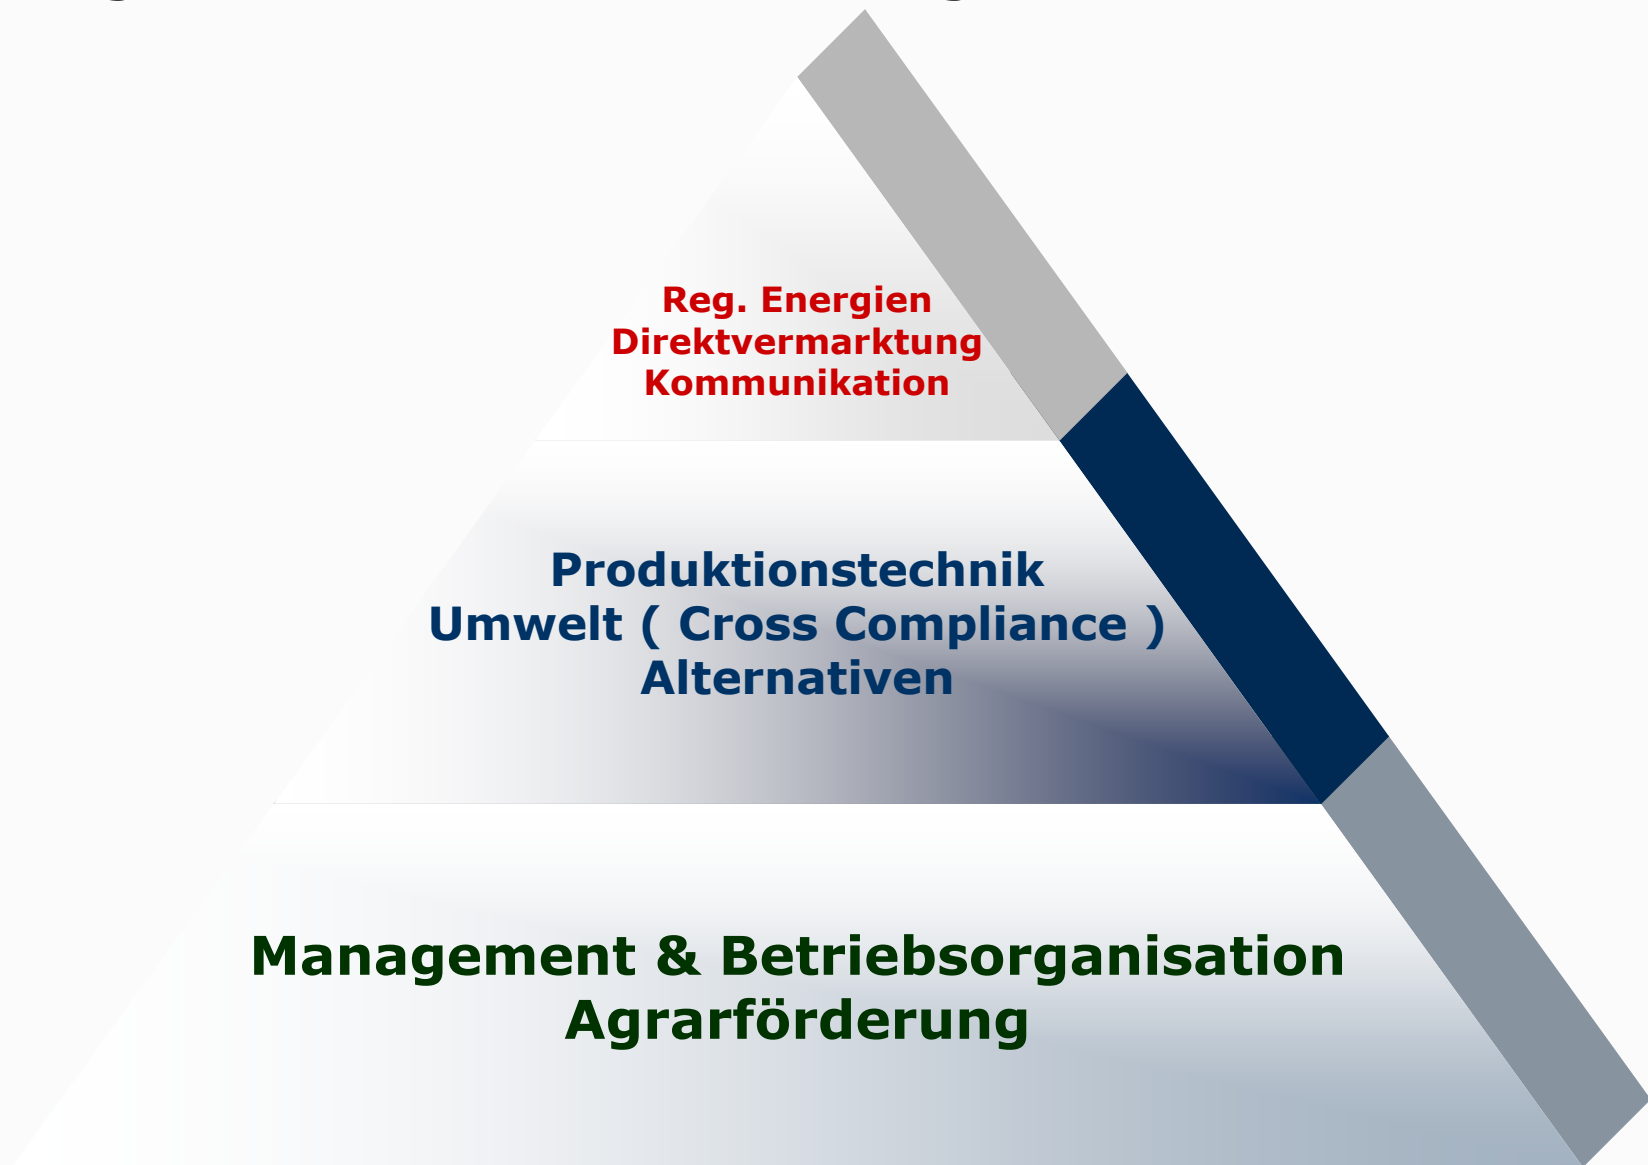 Reg. Energien
Direktvermarktung
Kommunikation
Produktionstechnik
Umwelt ( Cross Compliance )
Alternativen
Management & Betriebsorganisation
Agrarförderung